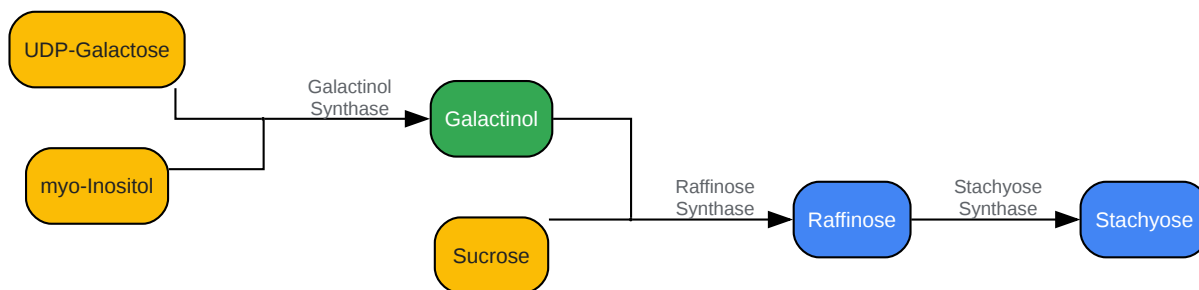 UDP-Galactose
Galactinol
Synthase
Galactinol
myo-Inositol
Raffinose
Synthase
Stachyose
Synthase
Raffinose
Stachyose
Sucrose